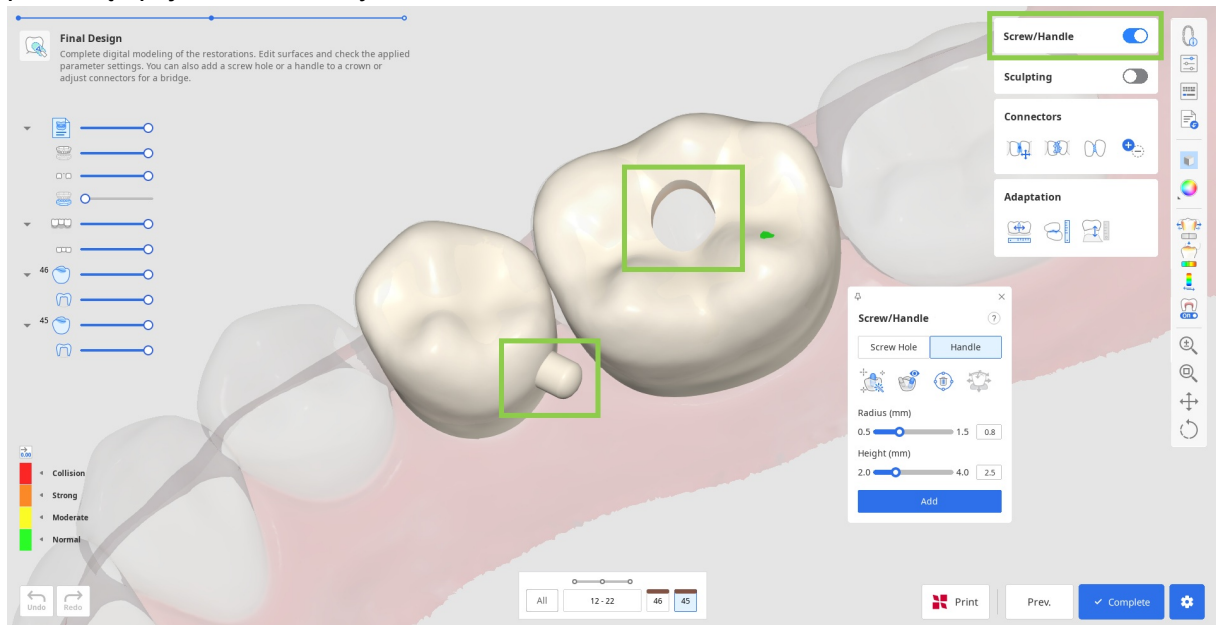 Final Design
Complete digital modeling of the restorations. Edit surfaces and check the applied
parameter settings. You can also add a screw hole or a handle to a crown or
adjust connectors for a bridge.
46
45
0.00
Collision
Strong
Moderate
Normal
Undo
Redo
All
12 - 22
46
45
Screw/Handle
Sculpting
Connectors
Adaptation
Screw/Handle
?
Screw Hole
Handle
Radius (mm)
0.5
1.5
0.8
Height (mm)
2.0
4.0
2.5
Add
Print
Prev.
Complete
ON